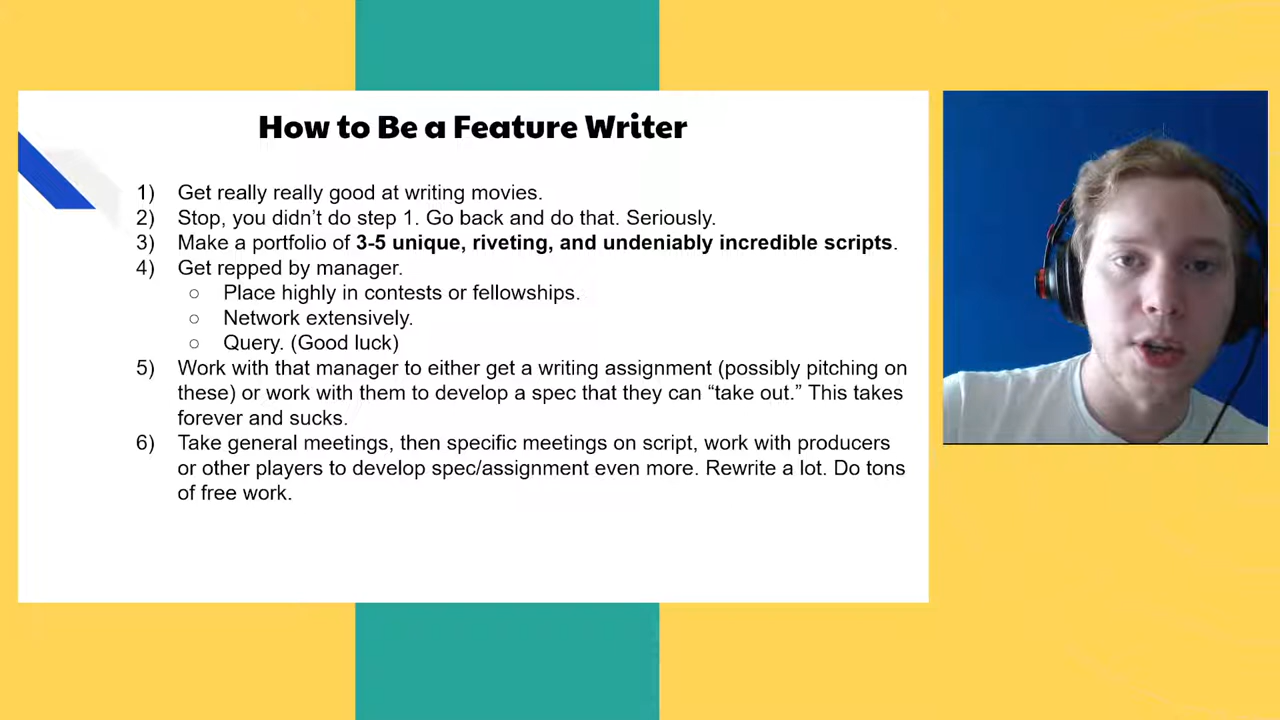 How to Be a Feature Writer
1) Get really really good at writing movies.
2) Stop, you didn't do step 1. Go back and do that. Seriously.
3) Make a portfolio of 3-5 unique, riveting, and undeniably incredible scripts.
4) Get repped by manager.
○ Place highly in contests or fellowships.
○ Network extensively.
○ Query. (Good luck)
5) Work with that manager to either get a writing assignment (possibly pitching on
these) or work with them to develop a spec that they can “take out.” This takes
forever and sucks.
6) Take general meetings, then specific meetings on script, work with producers
or other players to develop spec/assignment even more. Rewrite a lot. Do tons
of free work.